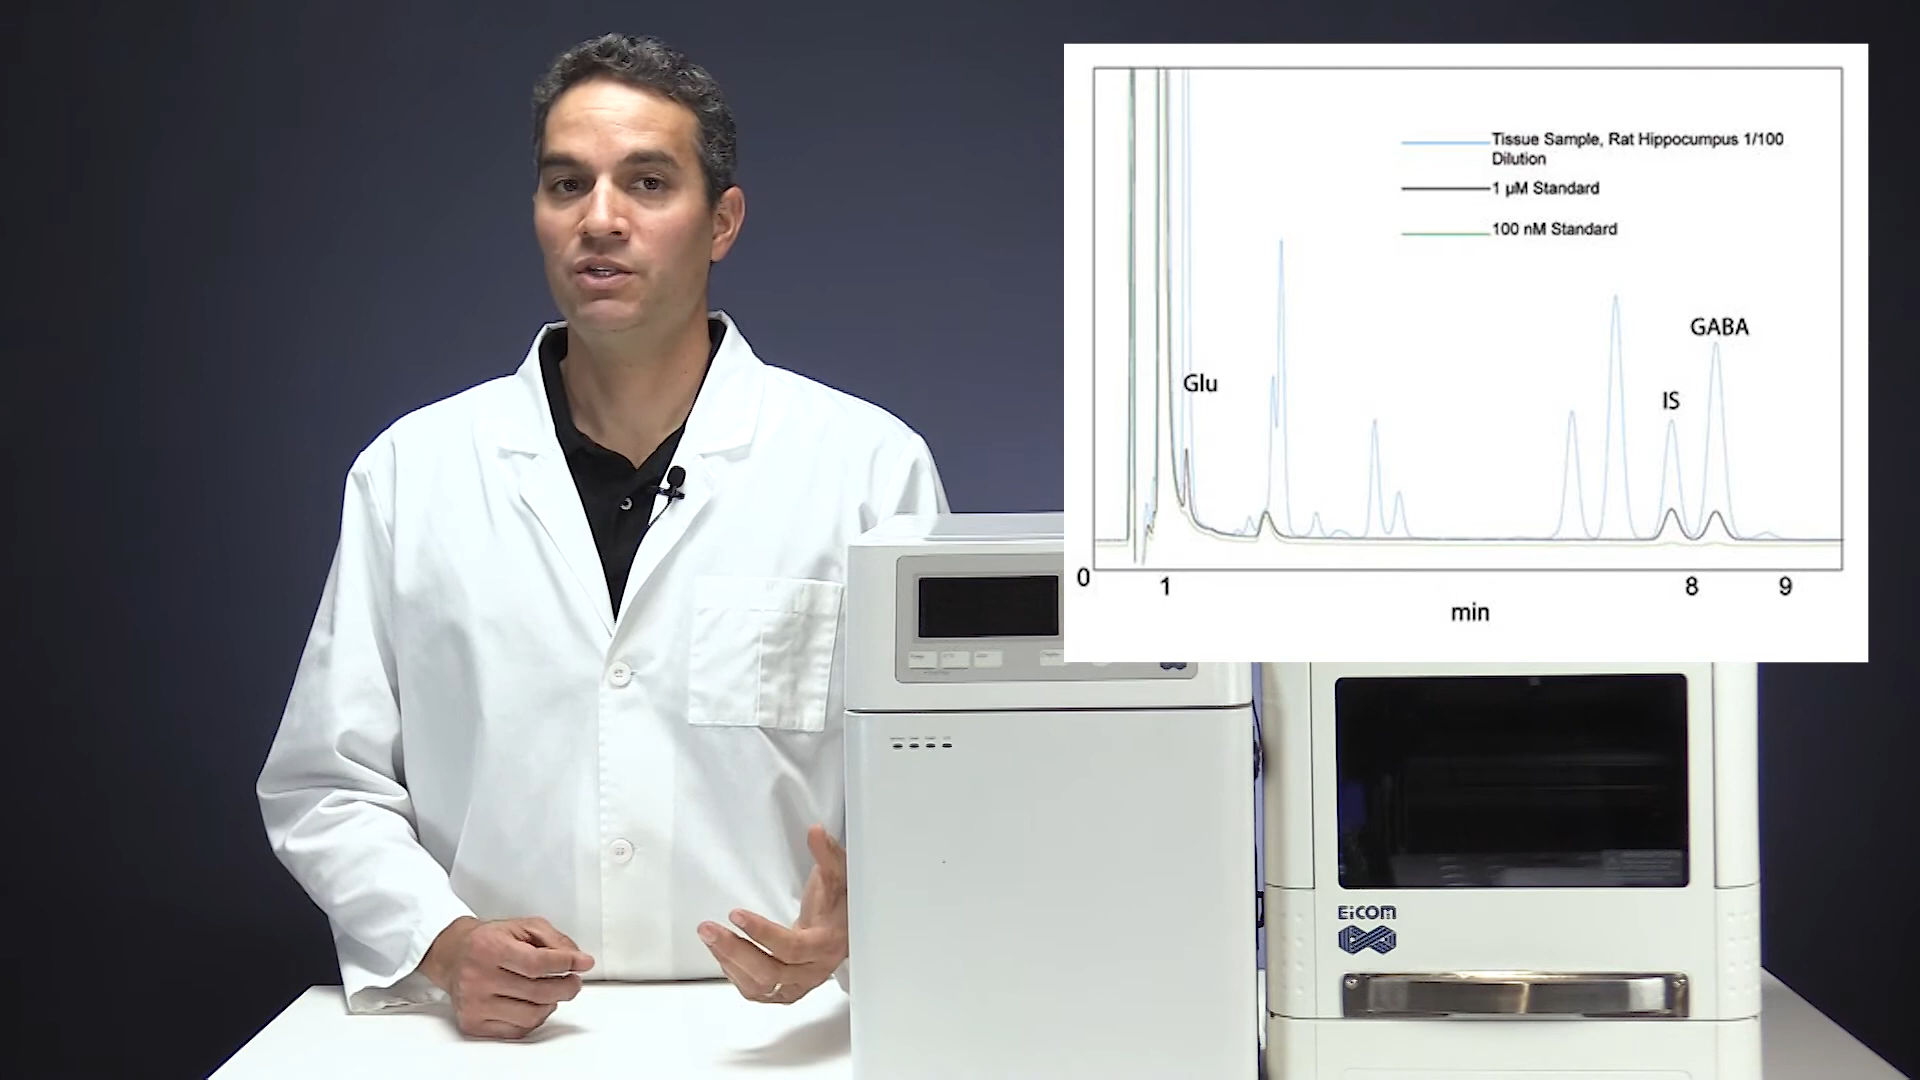 Tissue Sample, Rat Hippocumpus 1/100
Dilution
1 µM Standard
100 nM Standard
GABA
Glu
IS
0
1
8
9
min
EiCOM